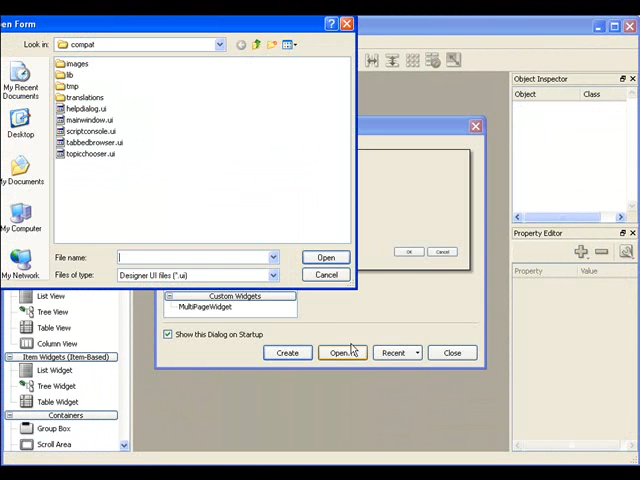 pen Form
Look in:
compat
My Recent
Documents
Desktop
My Documents
My Computer
My Network
images
lib
tmp
translations
helpdialog.ui
mainwindow.ui
scriptconsole.ui
tabbedbrowser.ui
topicchooser.ui
File name:
Open
Files of type:
Designer UI files (*.ui)
Cancel
Object Inspector
Object
Class
Property Editor
Property
Value
OK
Cancel
Custom Widgets
MultiPageWidget
Show this Dialog on Startup
Create
Open...
Recent
Close
List View
Tree View
Table View
Column View
Item Widgets (Item-Based)
List Widget
Tree Widget
Table Widget
Containers
Group Box
Scroll Area